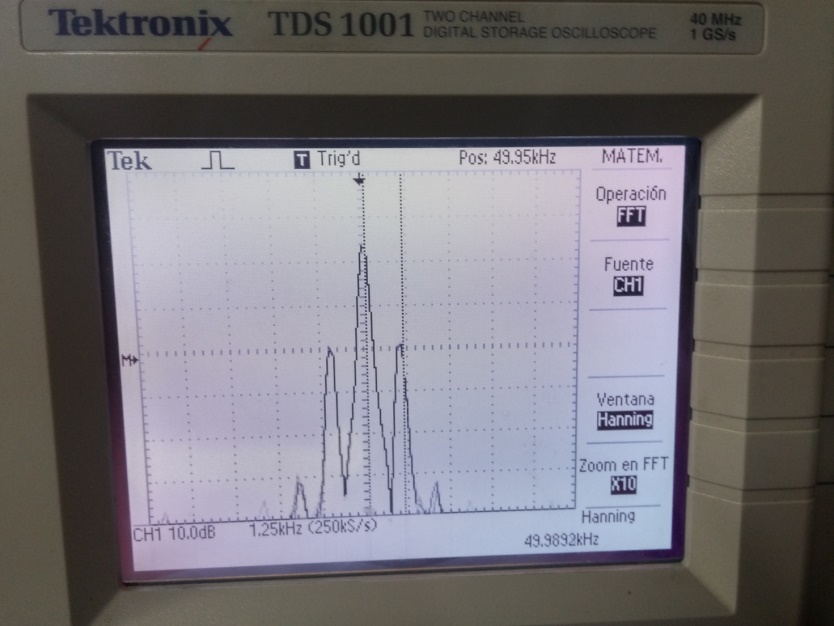 Tektronix TDS 1001 TWO CHANNEL DIGITAL STORAGE OSCILLOSCOPE 40 MHz 1 GS/s
Tek T Trig'd Pos: 49.95kHz MATEM.
Operación
FFT
Fuente
CH1
M
Ventana
Hanning
Zoom en FFT
X10
CH1 10.0dB 1.25kHz (250kS/s) Hanning
49.9892kHz